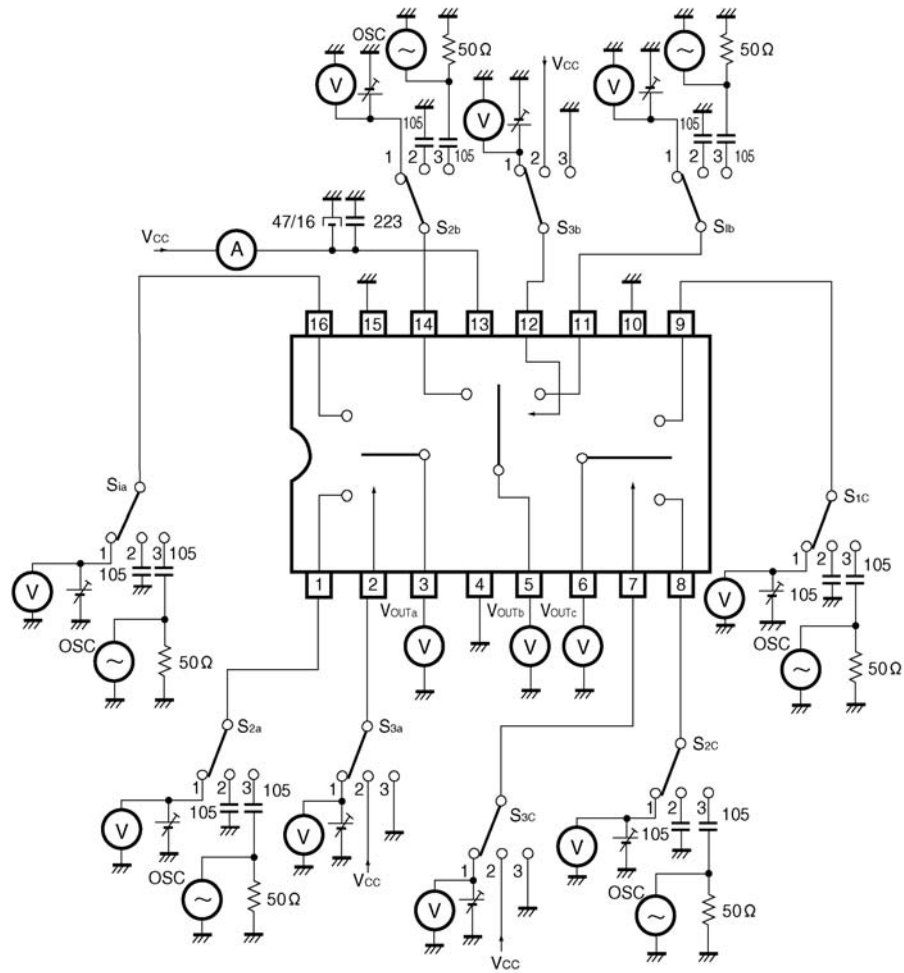 OSC
50Ω
OSC
50Ω
V
V
VCC
V
V
105
105
1
2
3
105
1
2
3
1
2
3
105
47/16
223
S2b
S3b
SIb
VCC
A
16
15
14
13
12
11
10
9
Sia
S1C
1
2
3
105
105
V
1
2
3
105
105
V
1
2
3
4
5
6
7
8
VOUTa
VOUTb
VOUTc
V
V
V
OSC
50Ω
OSC
50Ω
S2a
S3a
S2C
1
2
3
105
105
V
1
2
3
V
VCC
S3C
1
2
3
V
VCC
1
2
3
105
105
V
OSC
50Ω
OSC
50Ω